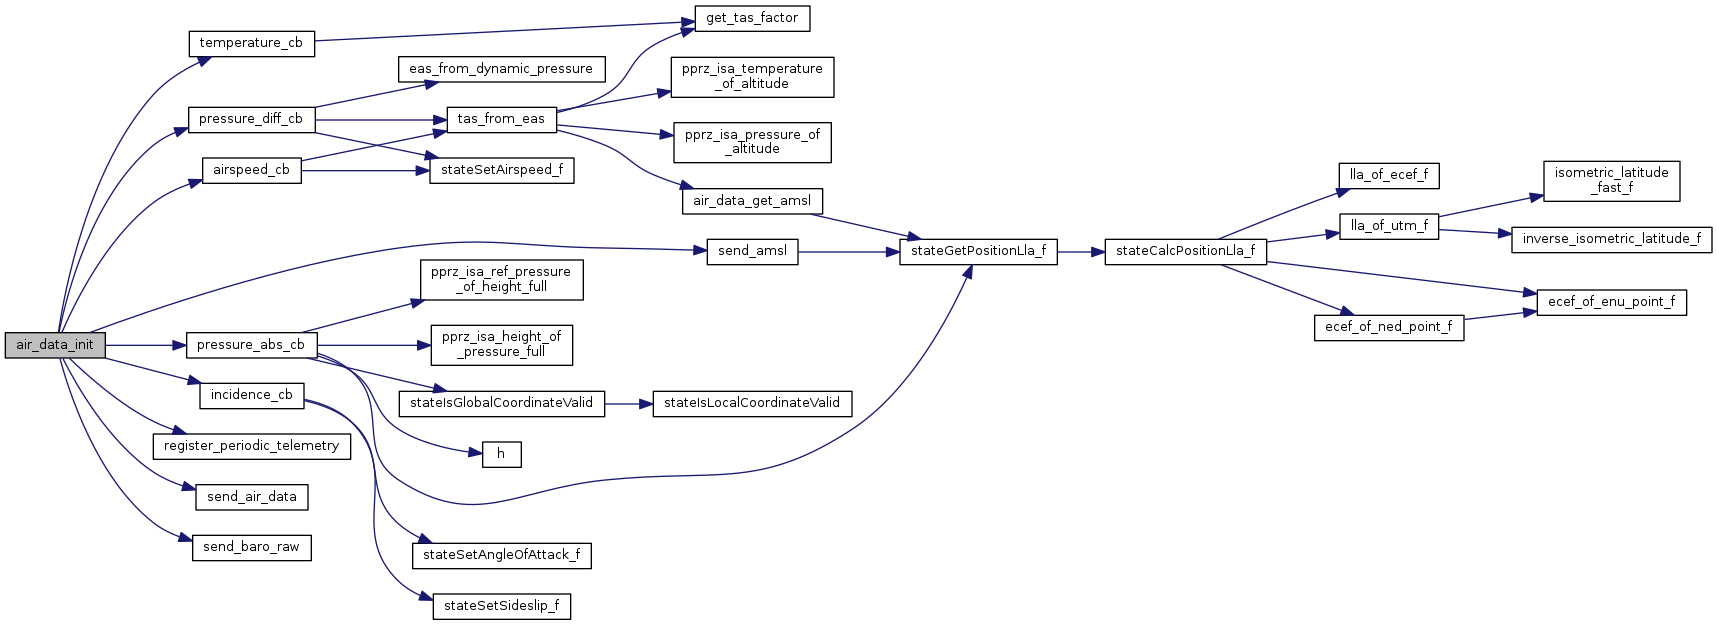 get_tas_factor
temperature_cb
eas_from_dynamic_pressure
pprz_isa_temperature
_of_altitude
pressure_diff_cb
tas_from_eas
pprz_isa_pressure_of
_altitude
airspeed_cb
stateSetAirspeed_f
air_data_get_amsl
lla_of_ecef_f
isometric_latitude
_fast_f
lla_of_utm_f
inverse_isometric_latitude_f
send_amsl
stateGetPositionLla_f
stateCalcPositionLla_f
pprz_isa_ref_pressure
_of_height_full
ecef_of_enu_point_f
ecef_of_ned_point_f
air_data_init
pressure_abs_cb
pprz_isa_height_of
_pressure_full
incidence_cb
stateIsGlobalCoordinateValid
stateIsLocalCoordinateValid
register_periodic_telemetry
h
send_air_data
send_baro_raw
stateSetAngleOfAttack_f
stateSetSideslip_f